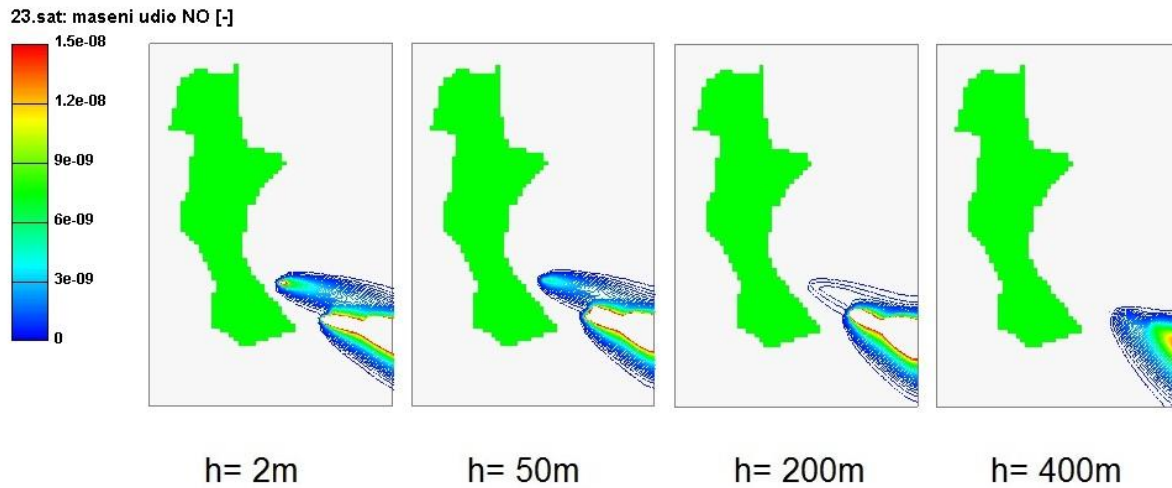 23.sat: maseni udio NO [-]
1.5e-08
1.2e-08
9e-09
6e-09
3e-09
0
h= 2m
h= 50m
h= 200m
h= 400m